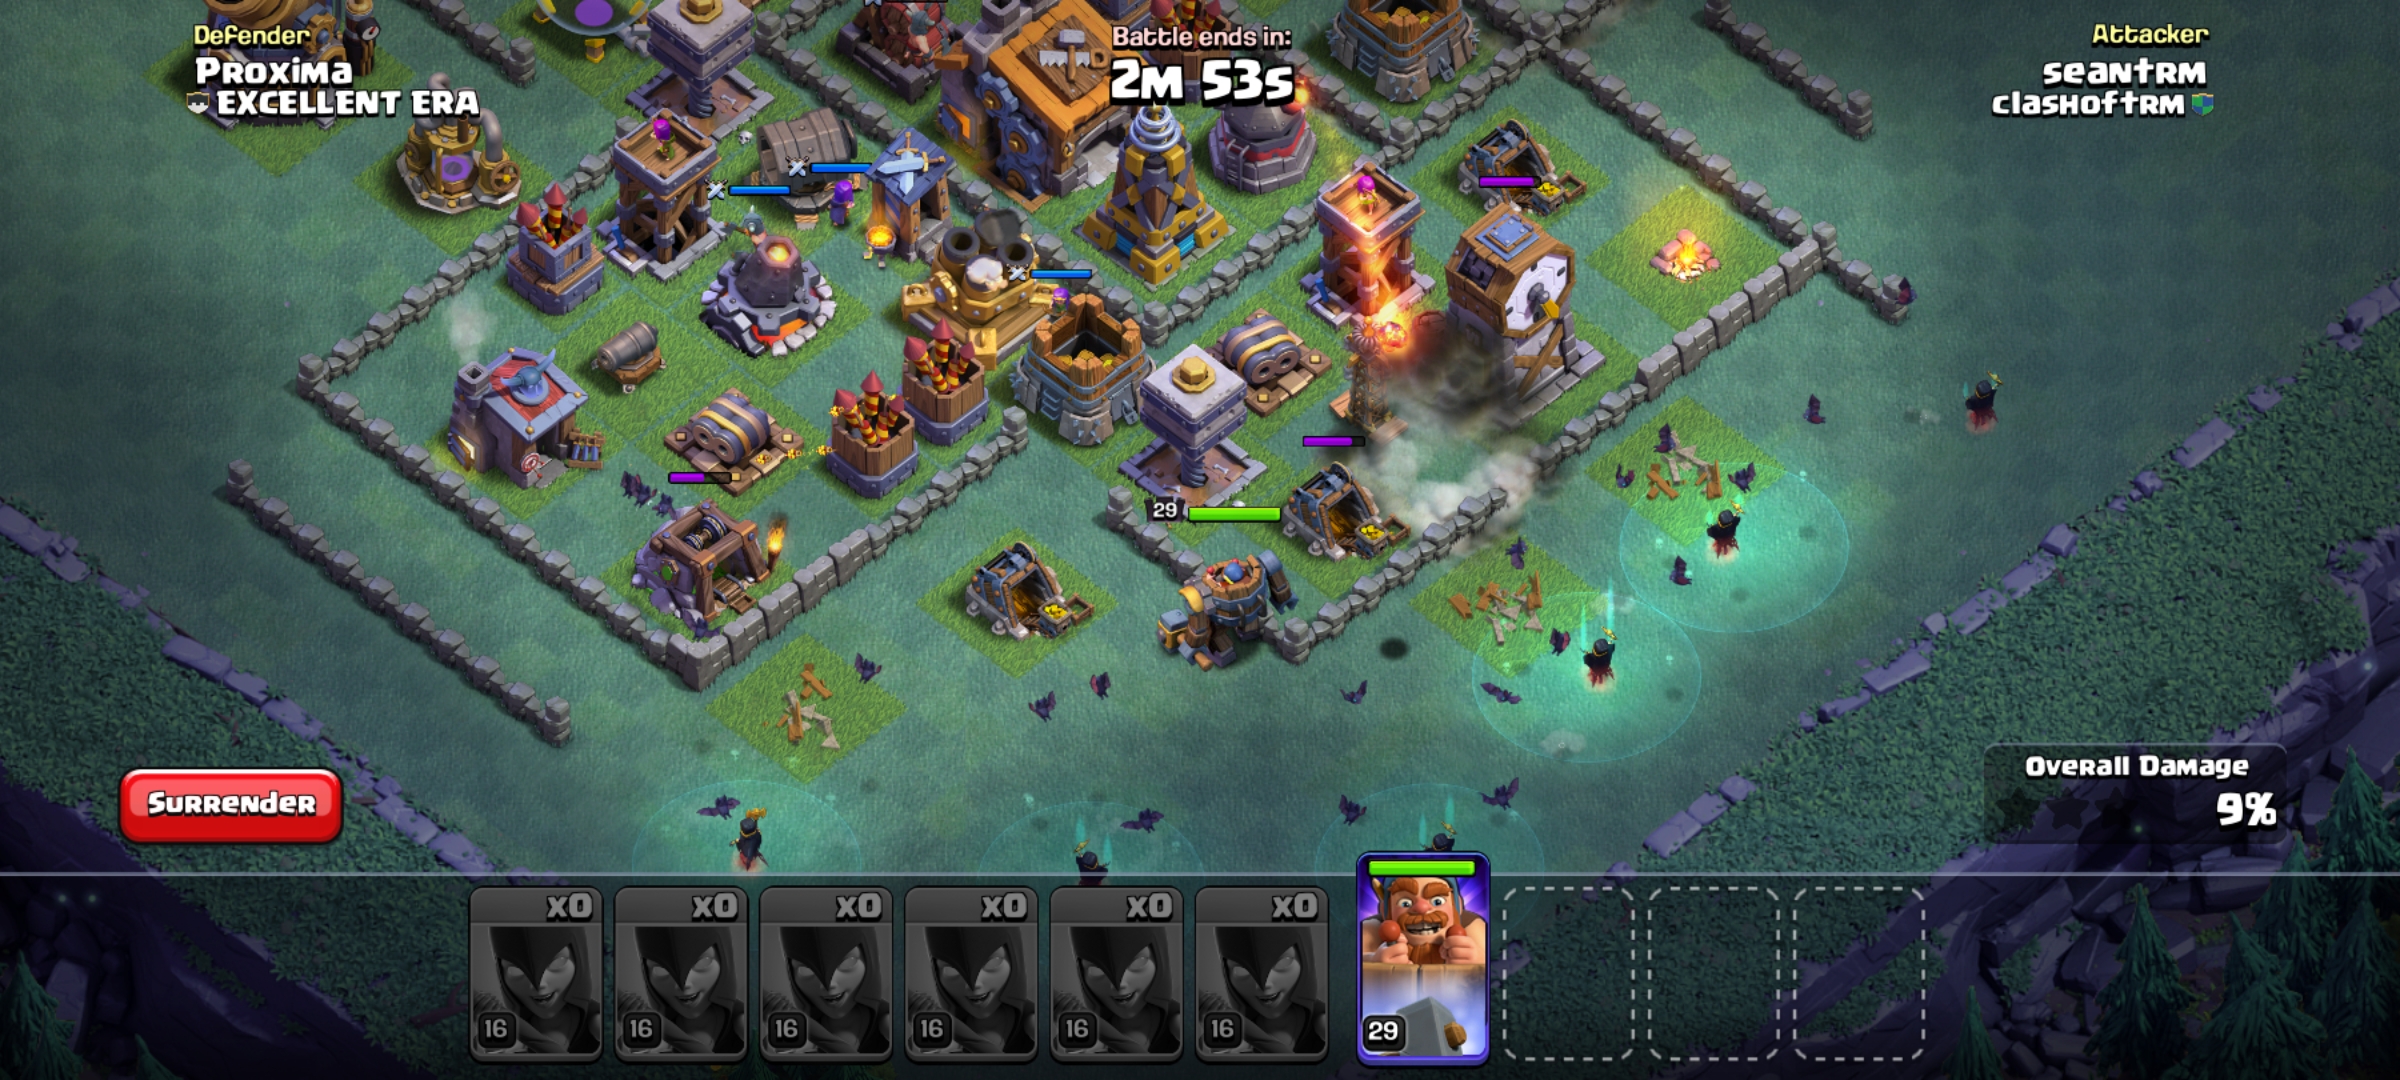 Defender
Proxima
EXCELLENT ERA
Battle ends in:
2M 53s
Attacker
seantrm
clashoftrm
29
Surrender
Overall Damage
9%
x0
x0
x0
x0
x0
x0
16
16
16
16
16
16
29